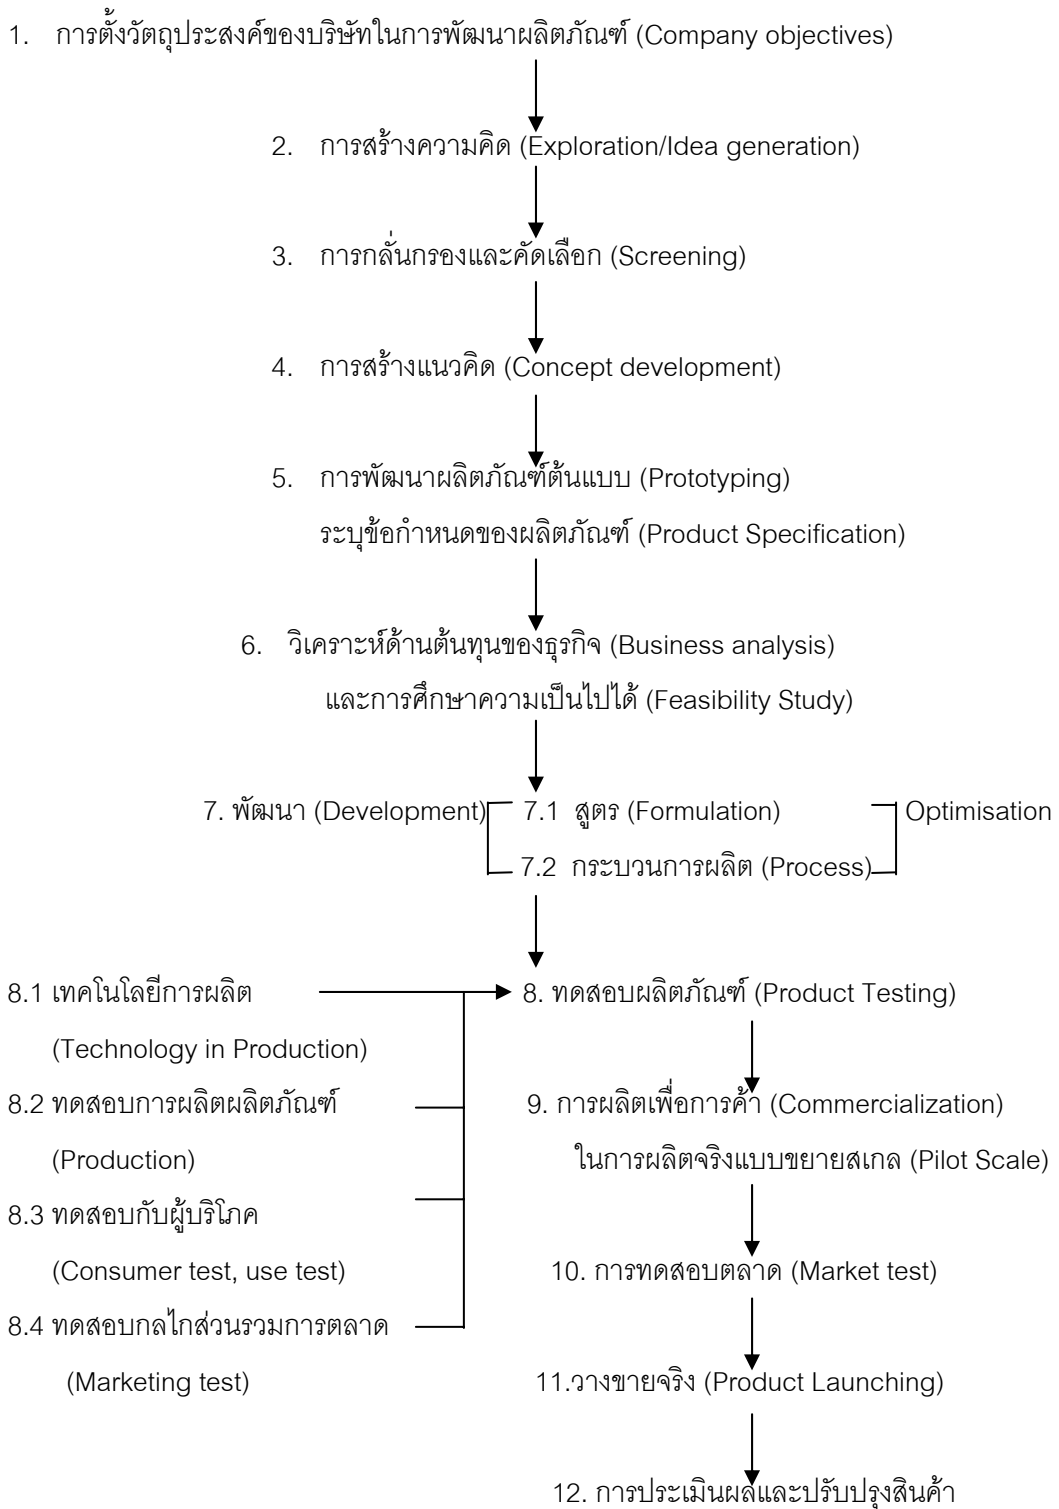 1. การตั้งวัตถุประสงค์ของบริษัทในการพัฒนาผลิตภัณฑ์ (Company objectives)
2. การสร้างความคิด (Exploration/Idea generation)
3. การกลั่นกรองและคัดเลือก (Screening)
4. การสร้างแนวคิด (Concept development)
5. การพัฒนาผลิตภัณฑ์ต้นแบบ (Prototyping)
ระบุข้อกำหนดของผลิตภัณฑ์ (Product Specification)
6. วิเคราะห์ด้านต้นทุนของธุรกิจ (Business analysis)
และการศึกษาความเป็นไปได้ (Feasibility Study)
7. พัฒนา (Development) 7.1 สูตร (Formulation) Optimisation
7.2 กระบวนการผลิต (Process)
8.1 เทคโนโลยีการผลิต
(Technology in Production)
8.2 ทดสอบการผลิตผลิตภัณฑ์
(Production)
8.3 ทดสอบกับผู้บริโภค
(Consumer test, use test)
8.4 ทดสอบกลไกส่วนรวมการตลาด
(Marketing test)
8. ทดสอบผลิตภัณฑ์ (Product Testing)
9. การผลิตเพื่อการค้า (Commercialization)
ในการผลิตจริงแบบขยายสเกล (Pilot Scale)
10. การทดสอบตลาด (Market test)
11.วางขายจริง (Product Launching)
12. การประเมินผลและปรับปรุงสินค้า